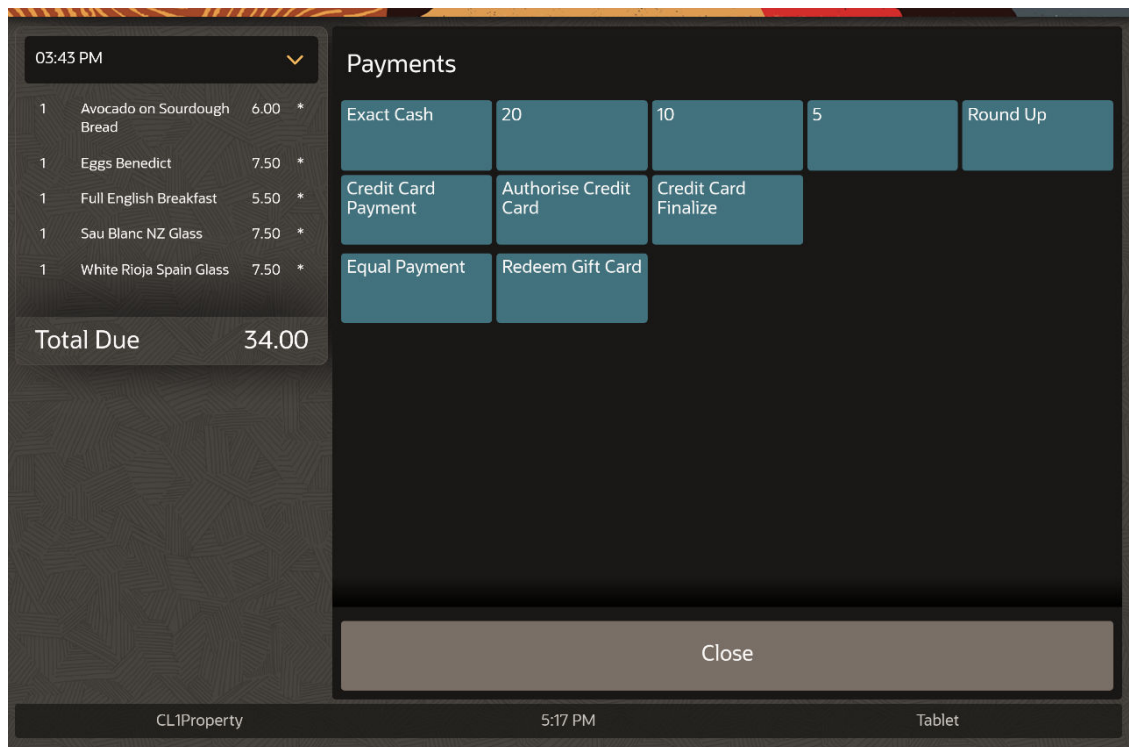 03:43 PM
1 Avocado on Sourdough 6.00 *
Bread
1 Eggs Benedict 7.50 *
1 Full English Breakfast 5.50 *
1 Sau Blanc NZ Glass 7.50 *
1 White Rioja Spain Glass 7.50 *
Total Due 34.00
Payments
Exact Cash 20 10 5 Round Up
Credit Card Authorise Credit Credit Card
Payment Card Finalize
Equal Payment Redeem Gift Card
Close
CL1Property 5:17 PM Tablet